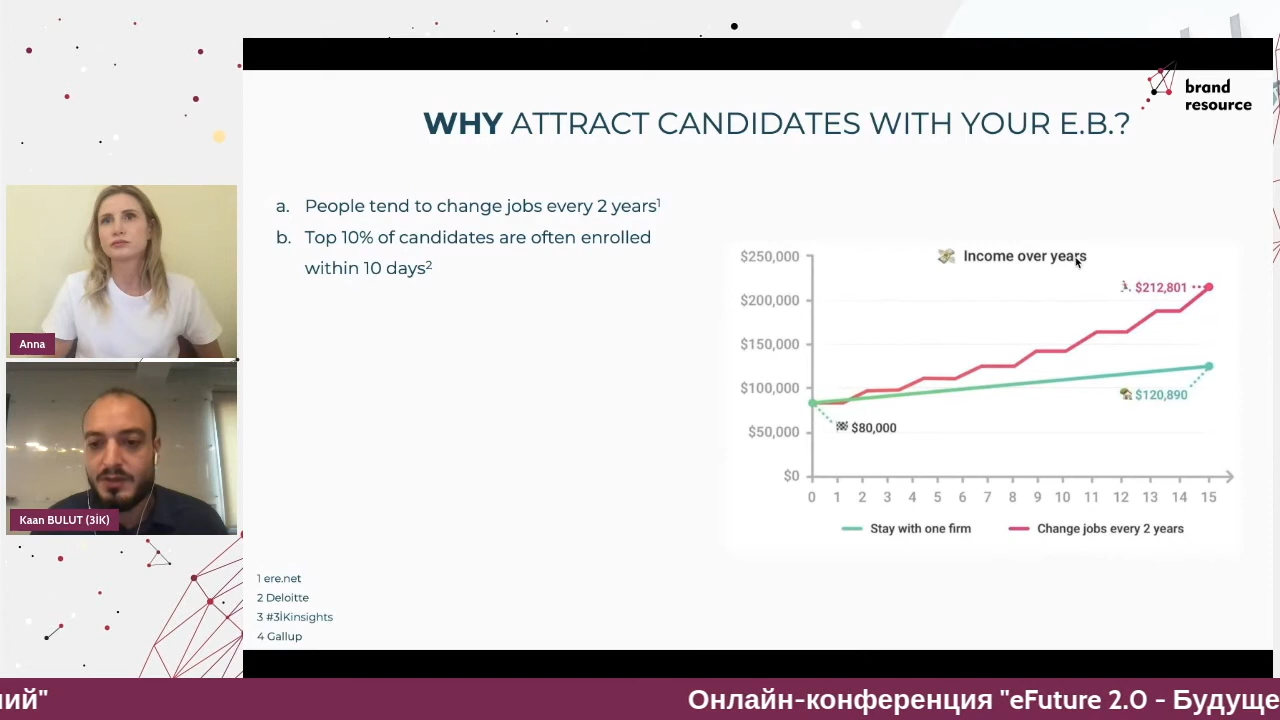 brand
resource
WHY ATTRACT CANDIDATES WITH YOUR E.B.?
a. People tend to change jobs every 2 years¹
b. Top 10% of candidates are often enrolled
within 10 days²
Income over years
$250,000
$200,000
$150,000
$100,000
$50,000
$0
$212,801
$120,890
$80,000
0 1 2 3 4 5 6 7 8 9 10 11 12 13 14 15
Stay with one firm
Change jobs every 2 years
Anna
Kaan BULUT (3İK)
1 ere.net
2 Deloitte
3 #3İKinsights
4 Gallup
ний" Онлайн-конференция "eFuture 2.0 - Будуще